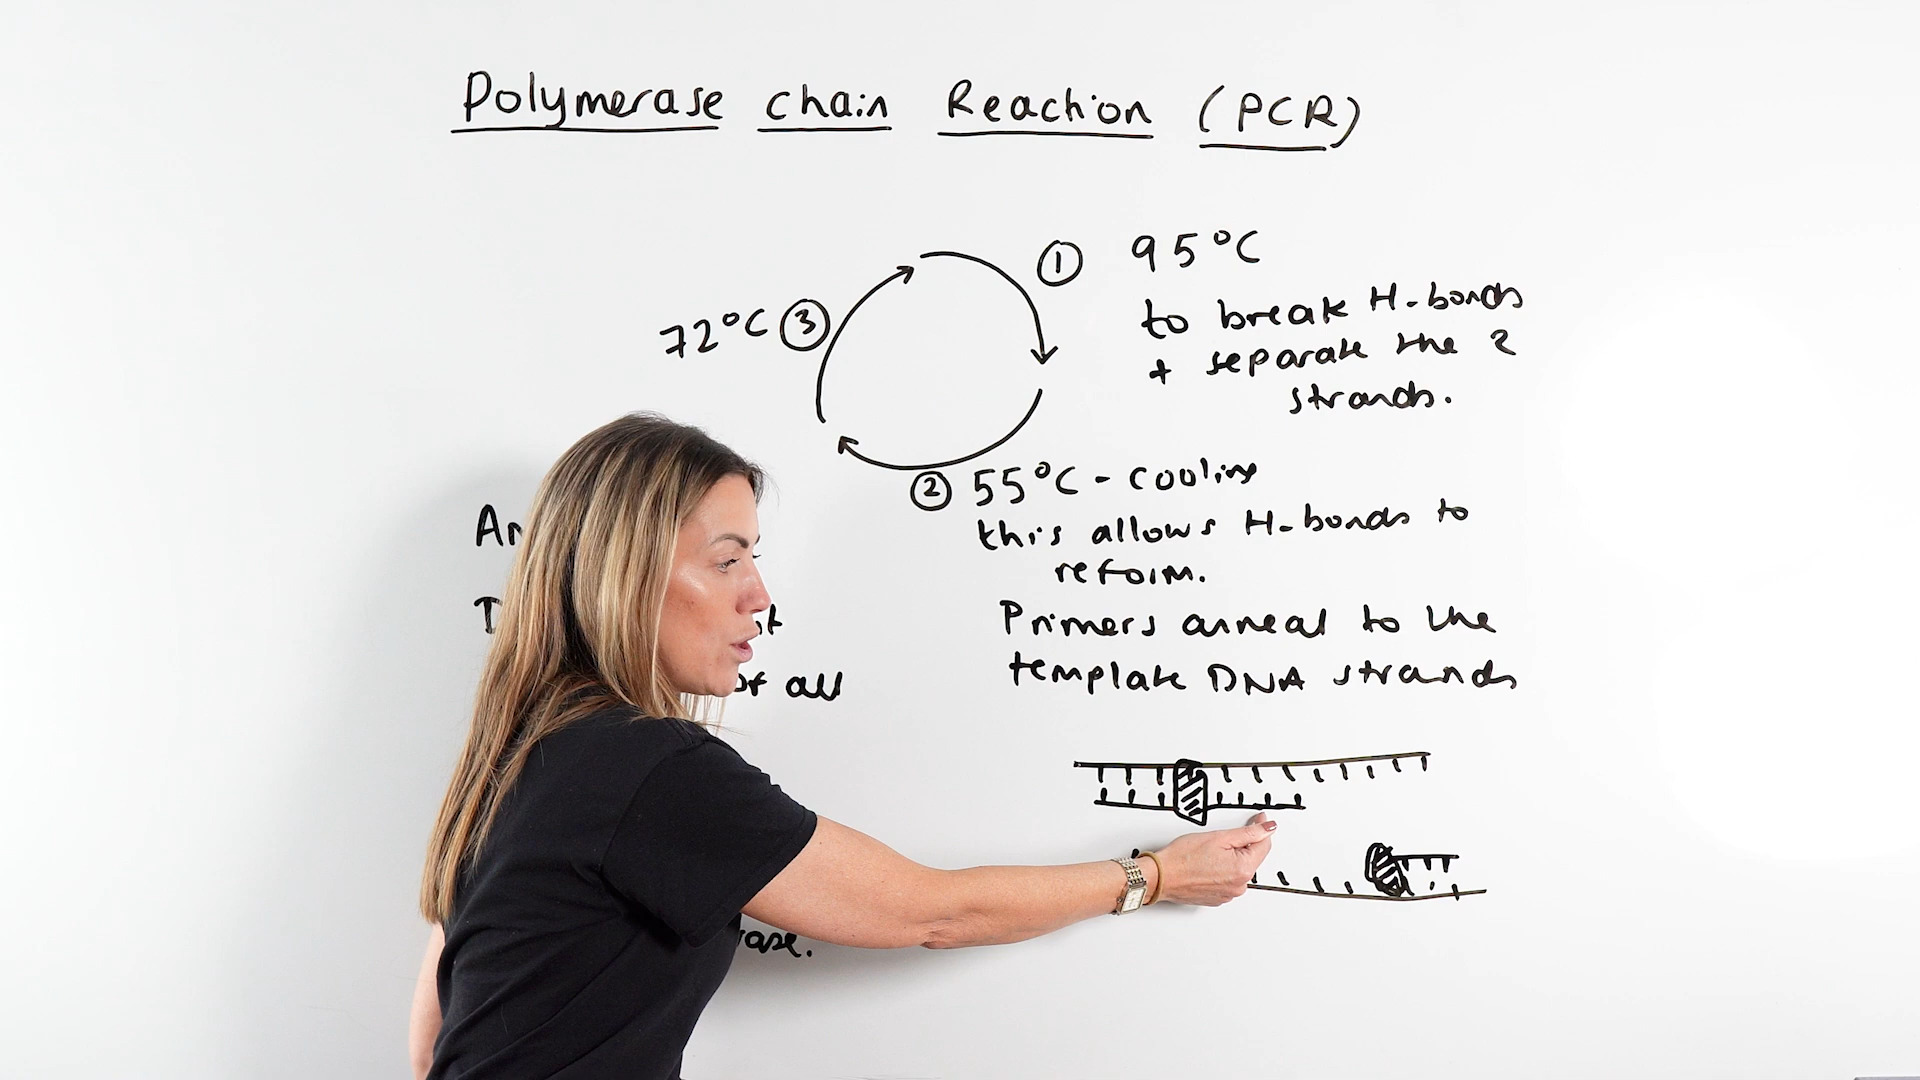 Polymerase chain Reaction (PCR)
① 95°C
to break H-bonds
+ separate the 2
strands.
72°C ③
② 55°C - cooling
this allows H-bonds to
reform.
Primers anneal to the
template DNA strands
of all